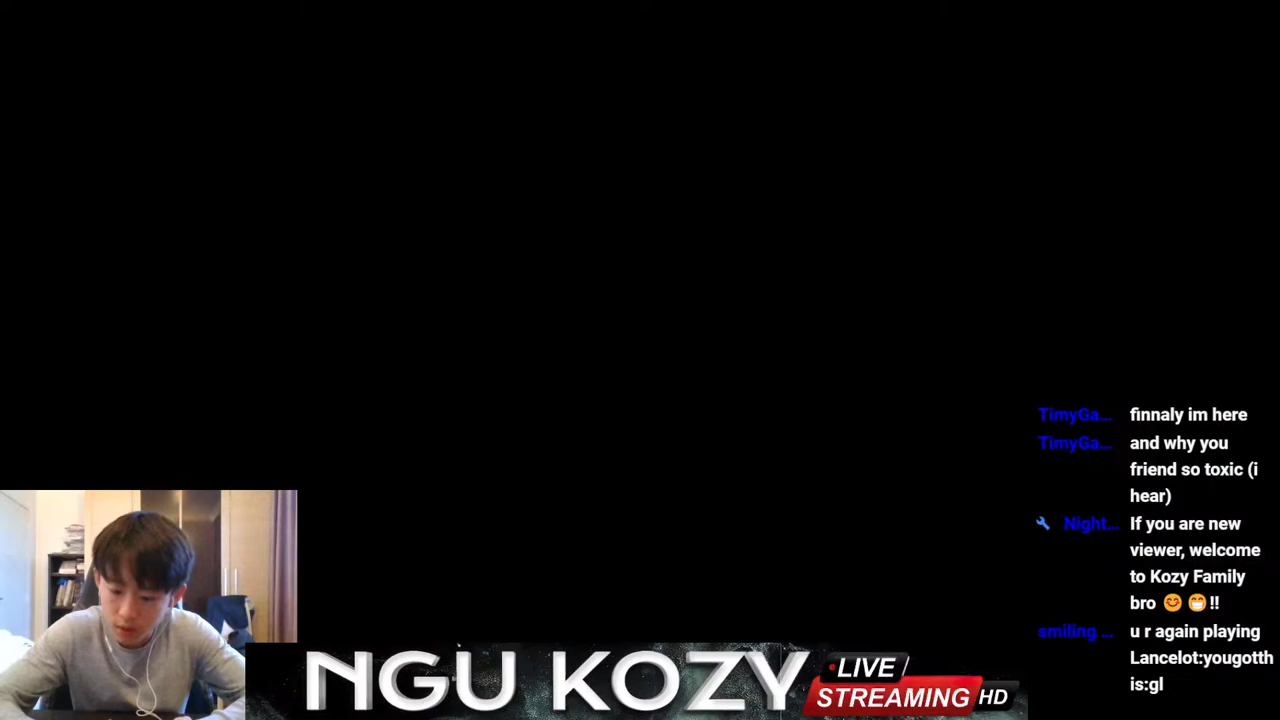 TimyGa... finnaly im here
TimyGa... and why you
friend so toxic (i
hear)
Night... If you are new
viewer, welcome
to Kozy Family
bro 😊 😁 !!
smiling ... u r again playing
Lancelot:yougotth
is:gl
NGU KOZY
LIVE
STREAMING HD